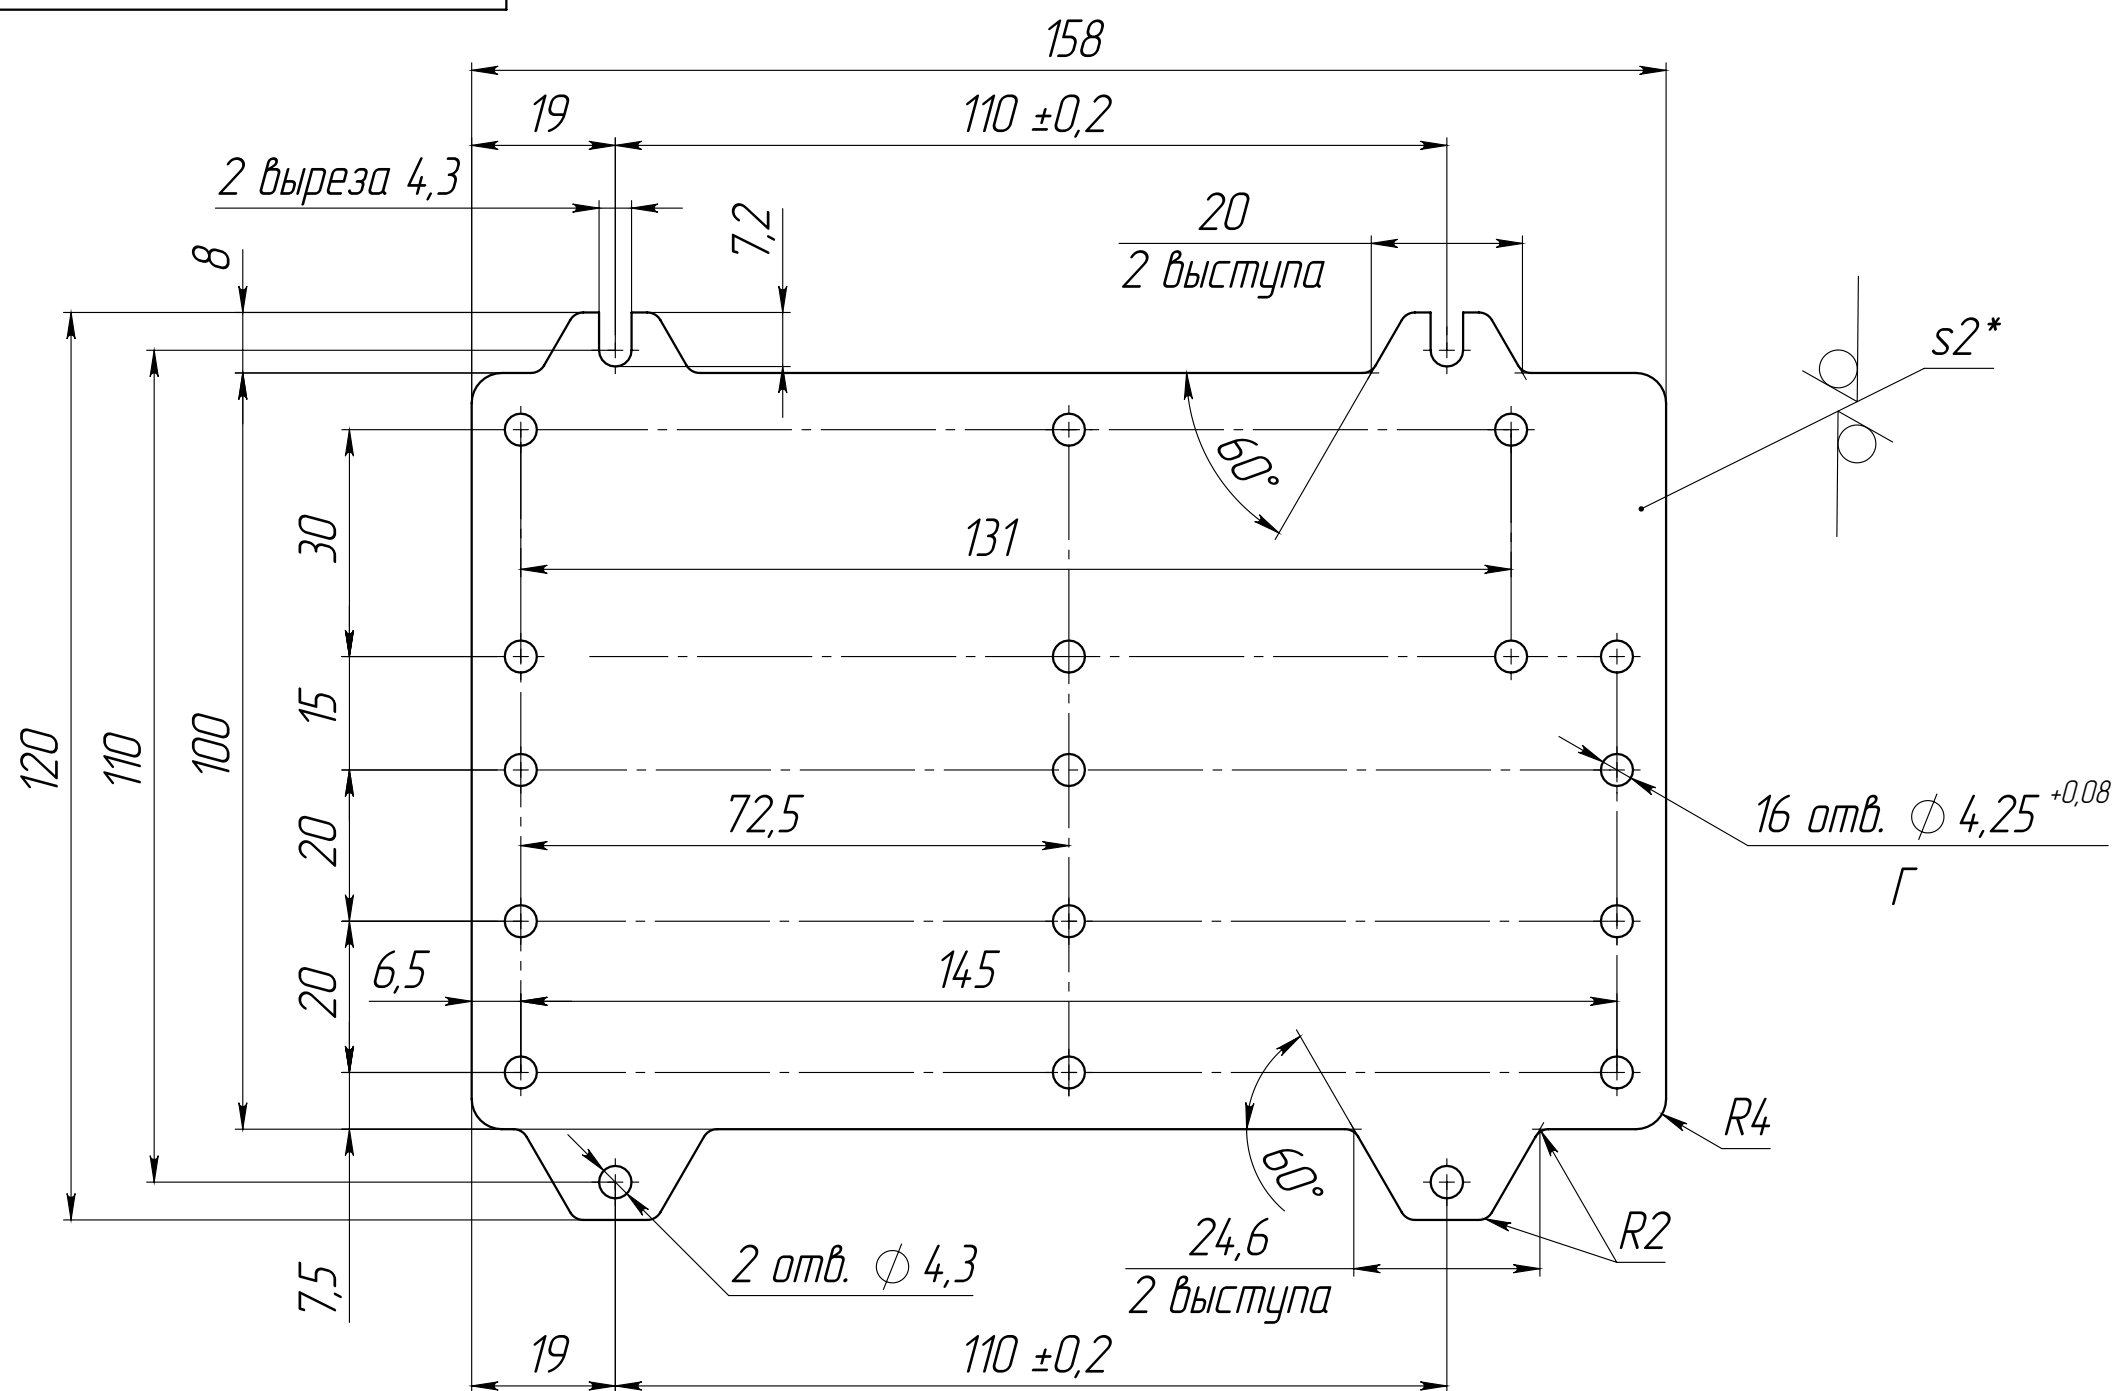 158
19
110 ±0,2
2 выреза 4,3
7,2
20
2 выступа
8
s2*
60°
30
131
15
120
110
100
72,5
20
16 отв. ⌀ 4,25 +0,08
Г
6,5
145
20
R4
60°
R2
24,6
2 выступа
2 отв. ⌀ 4,3
7,5
19
110 ±0,2